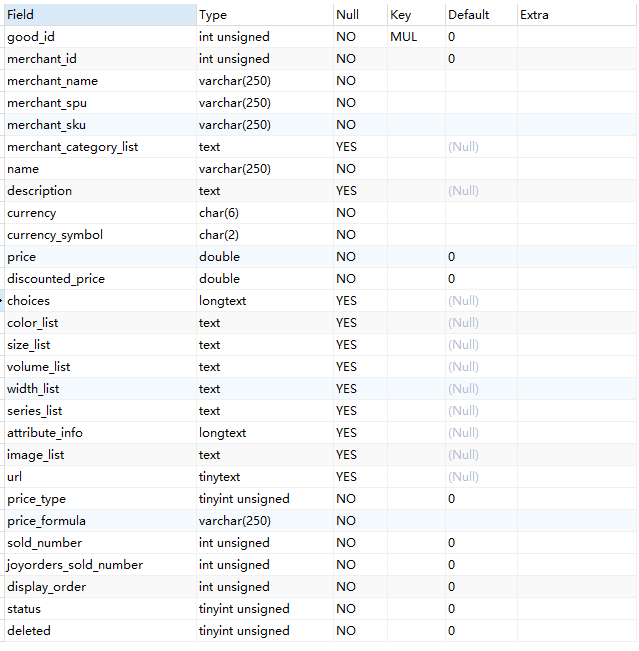 Field Type Null Key Default Extra
good_id int unsigned NO MUL 0
merchant_id int unsigned NO 0
merchant_name varchar(250) NO
merchant_spu varchar(250) NO
merchant_sku varchar(250) NO
merchant_category_list text YES (Null)
name varchar(250) NO
description text YES (Null)
currency char(6) NO
currency_symbol char(2) NO
price double NO 0
discounted_price double NO 0
choices longtext YES (Null)
color_list text YES (Null)
size_list text YES (Null)
volume_list text YES (Null)
width_list text YES (Null)
series_list text YES (Null)
attribute_info longtext YES (Null)
image_list text YES (Null)
url tinytext YES (Null)
price_type tinyint unsigned NO 0
price_formula varchar(250) NO
sold_number int unsigned NO 0
joyorders_sold_number int unsigned NO 0
display_order int unsigned NO 0
status tinyint unsigned NO 0
deleted tinyint unsigned NO 0